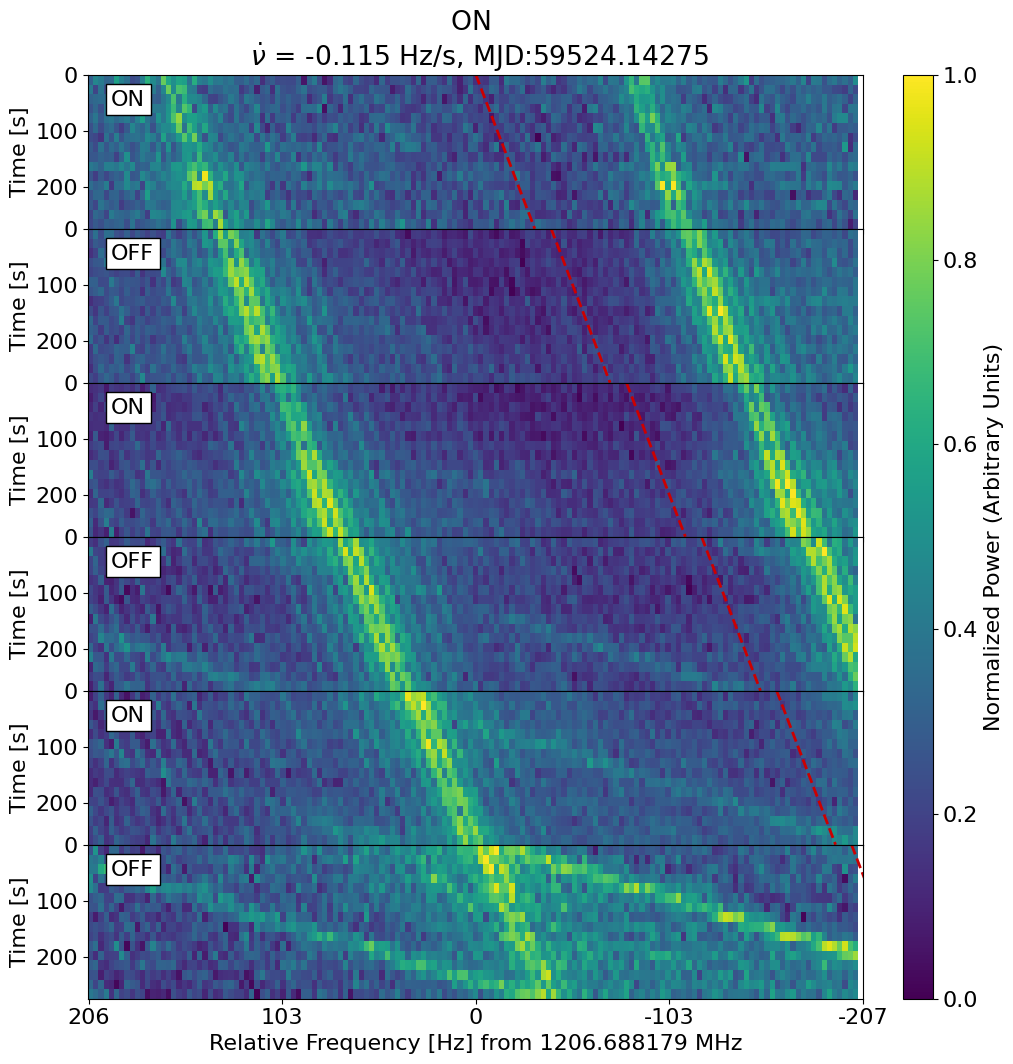 ON
ν̇ = -0.115 Hz/s, MJD:59524.14275
0
100
200
Time [s]
ON
0
100
200
Time [s]
OFF
0
100
200
Time [s]
ON
0
100
200
Time [s]
OFF
0
100
200
Time [s]
ON
0
100
200
Time [s]
OFF
206 103 0 -103 -207
Relative Frequency [Hz] from 1206.688179 MHz
1.0
0.8
0.6
0.4
0.2
0.0
Normalized Power (Arbitrary Units)